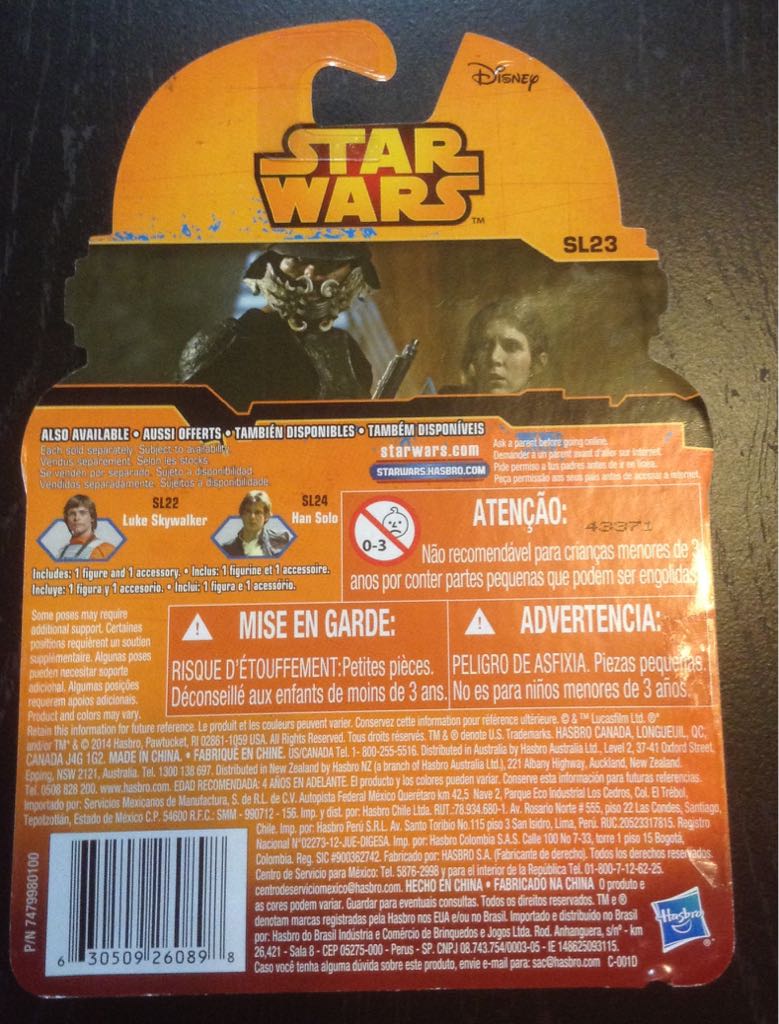 Disney
STAR
WARS™
SL23
ALSO AVAILABLE • AUSSI OFFERTS • TAMBIÉN DISPONIBLES • TAMBÉM DISPONÍVEIS
Each sold separately. Subject to availability.
Vendus séparément. Selon les stocks.
Se venden por separado. Sujeto a disponibilidad.
Vendidos separadamente. Sujeitos a disponibilidade.
starwars.com
STARWARS.HASBRO.COM
Ask a parent before going online.
Demander à un parent avant d'aller sur Internet.
Pide permiso a tus padres antes de ir en línea.
Peça permissão aos seus pais antes de acessar a internet.
SL22
Luke Skywalker
SL24
Han Solo
Includes: 1 figure and 1 accessory. • Inclus: 1 figurine et 1 accessoire.
Incluye: 1 figura y 1 accesorio. • Inclui: 1 figura e 1 acessório.
0-3
ATENÇÃO:
43371
Não recomendável para crianças menores de 3
anos por conter partes pequenas que podem ser engolidas.
Some poses may require
additional support. Certaines
positions requièrent un soutien
supplémentaire. Algunas poses
pueden necesitar soporte
adicional. Algumas posições
requerem apoios adicionais.
Product and colors may vary.
MISE EN GARDE:
RISQUE D'ÉTOUFFEMENT: Petites pièces.
Déconseillé aux enfants de moins de 3 ans.
ADVERTENCIA:
PELIGRO DE ASFIXIA. Piezas pequeñas.
No es para niños menores de 3 años.
Retain this information for future reference. Le produit et les couleurs peuvent varier. Conservez cette information pour référence ultérieure. © & ™ Lucasfilm Ltd. ®*
and/or TM* & © 2014 Hasbro, Pawtucket, RI 02861-1059 USA. All Rights Reserved. Tous droits réservés. TM & ® denote U.S. Trademarks. HASBRO CANADA, LONGUEUIL, QC,
CANADA J4G 1G2. MADE IN CHINA. • FABRIQUÉ EN CHINE. US/CANADA Tel. 1- 800-255-5516. Distributed in Australia by Hasbro Australia Ltd., Level 2, 37-41 Oxford Street,
Epping, NSW 2121, Australia. Tel. 1300 138 697. Distributed in New Zealand by Hasbro NZ (a branch of Hasbro Australia Ltd.), 221 Albany Highway, Auckland, New Zealand.
Tel. 0508 828 200. www.hasbro.com. EDAD RECOMENDADA: 4 AÑOS EN ADELANTE. El producto y los colores pueden variar. Conserve esta información para futuras referencias.
Importado por: Servicios Mexicanos de Manufactura, S. de R.L. de C.V. Autopista Federal México Querétaro km 42.5 Nave 2, Parque Eco Industrial Los Cedros, Col. El Trébol,
Tepotzotlán, Estado de México C.P. 54600 R.F.C.: SMM - 990712 - 156. Imp. y dist. por: Hasbro Chile Ltda. RUT.:78.934.680-1. Av. Rosario Norte # 555, piso 22 Las Condes, Santiago,
Chile. Imp. por: Hasbro Perú S.R.L. Av. Santo Toribio No.115 piso 3 San Isidro, Lima, Perú. RUC.20523317815. Registro
Nacional N°02273-12-JUE-DIGESA. Imp. por: Hasbro Colombia S.A.S. Calle 100 No 7-33, torre 1 piso 15 Bogotá,
Colombia. Reg. SIC #900362742. Fabricado por: HASBRO S.A. (Fabricante de derecho). Todos los derechos reservados.
Centro de Servicio para México: Tel. 5876-2998 y para el interior de la República Tel. 01-800-7-12-62-25.
centrodeserviciomexico@hasbro.com. HECHO EN CHINA • FABRICADO NA CHINA O produto e
as cores podem variar. Guardar para eventuais consultas. Todos os direitos reservados. TM e ®
denotam marcas registradas pela Hasbro nos EUA e/ou no Brasil. Importado e distribuído no Brasil
por: Hasbro do Brasil Indústria e Comércio de Brinquedos e Jogos Ltda. Rod. Anhanguera, s/nº - km
26,421 - Sala 8 - CEP 05275-000 - Perus - SP. CNPJ 08.743.754/0003-05 - IE 148625093115.
Caso você tenha alguma dúvida sobre este produto, envie e-mail para: sac@hasbro.com C-001D
P/N 7479980100
6 30509 26089 8
Hasbro®